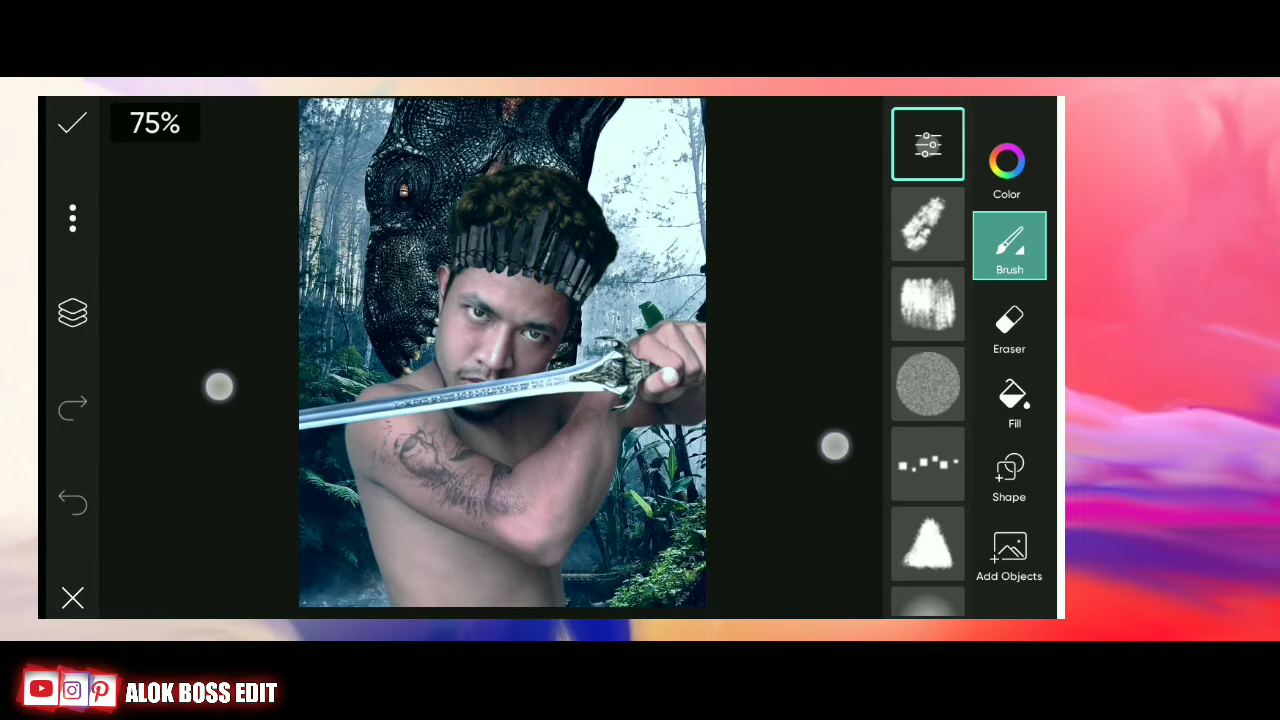 75%
Color
Brush
Eraser
Fill
Shape
Add Objects
ALOK BOSS EDIT